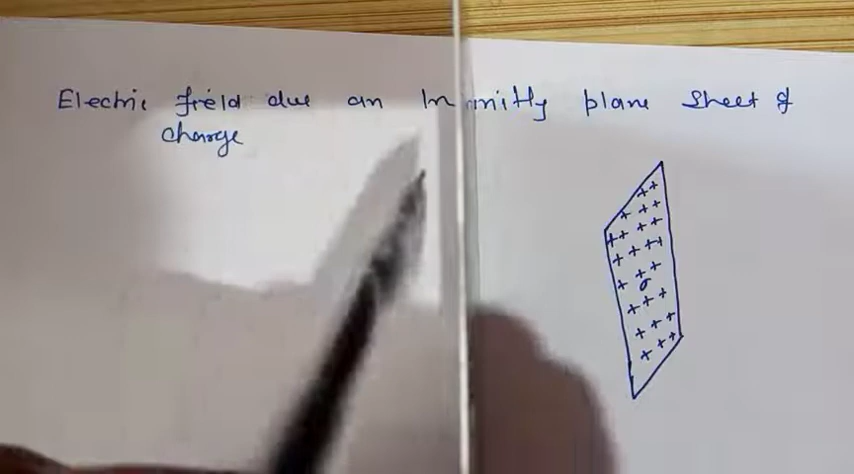 Electric field due an Infinitly plane sheet of
charge
σ